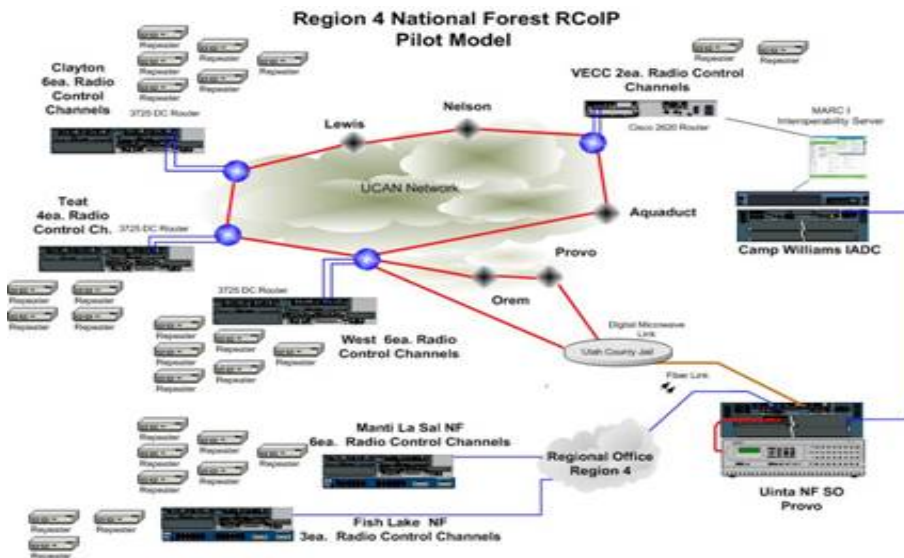 Region 4 National Forest RCoIP
Pilot Model
Repeater
Repeater
Repeater
Repeater
Repeater
Repeater
Clayton
6ea. Radio
Control
Channels
3725 DC Router
Lewis
Nelson
VECC 2ea. Radio Control
Channels
Repeater
Repeater
Cisco 2620 Router
MARC I
Interoperability Server
UCAN Network
Teat
4ea. Radio
Control Ch.
3725 DC Router
Aquaduct
Camp Williams IADC
Repeater
Repeater
Repeater
Repeater
3725 DC Router
Provo
Orem
West 6ea. Radio
Control Channels
Repeater
Repeater
Repeater
Repeater
Repeater
Repeater
Digital Microwave
Link
Utah County Jail
Fiber Link
Manti La Sal NF
6ea. Radio Control Channels
Repeater
Repeater
Repeater
Repeater
Repeater
Repeater
Regional Office
Region 4
Uinta NF SO
Provo
Fish Lake NF
3ea. Radio Control Channels
Repeater
Repeater
Repeater